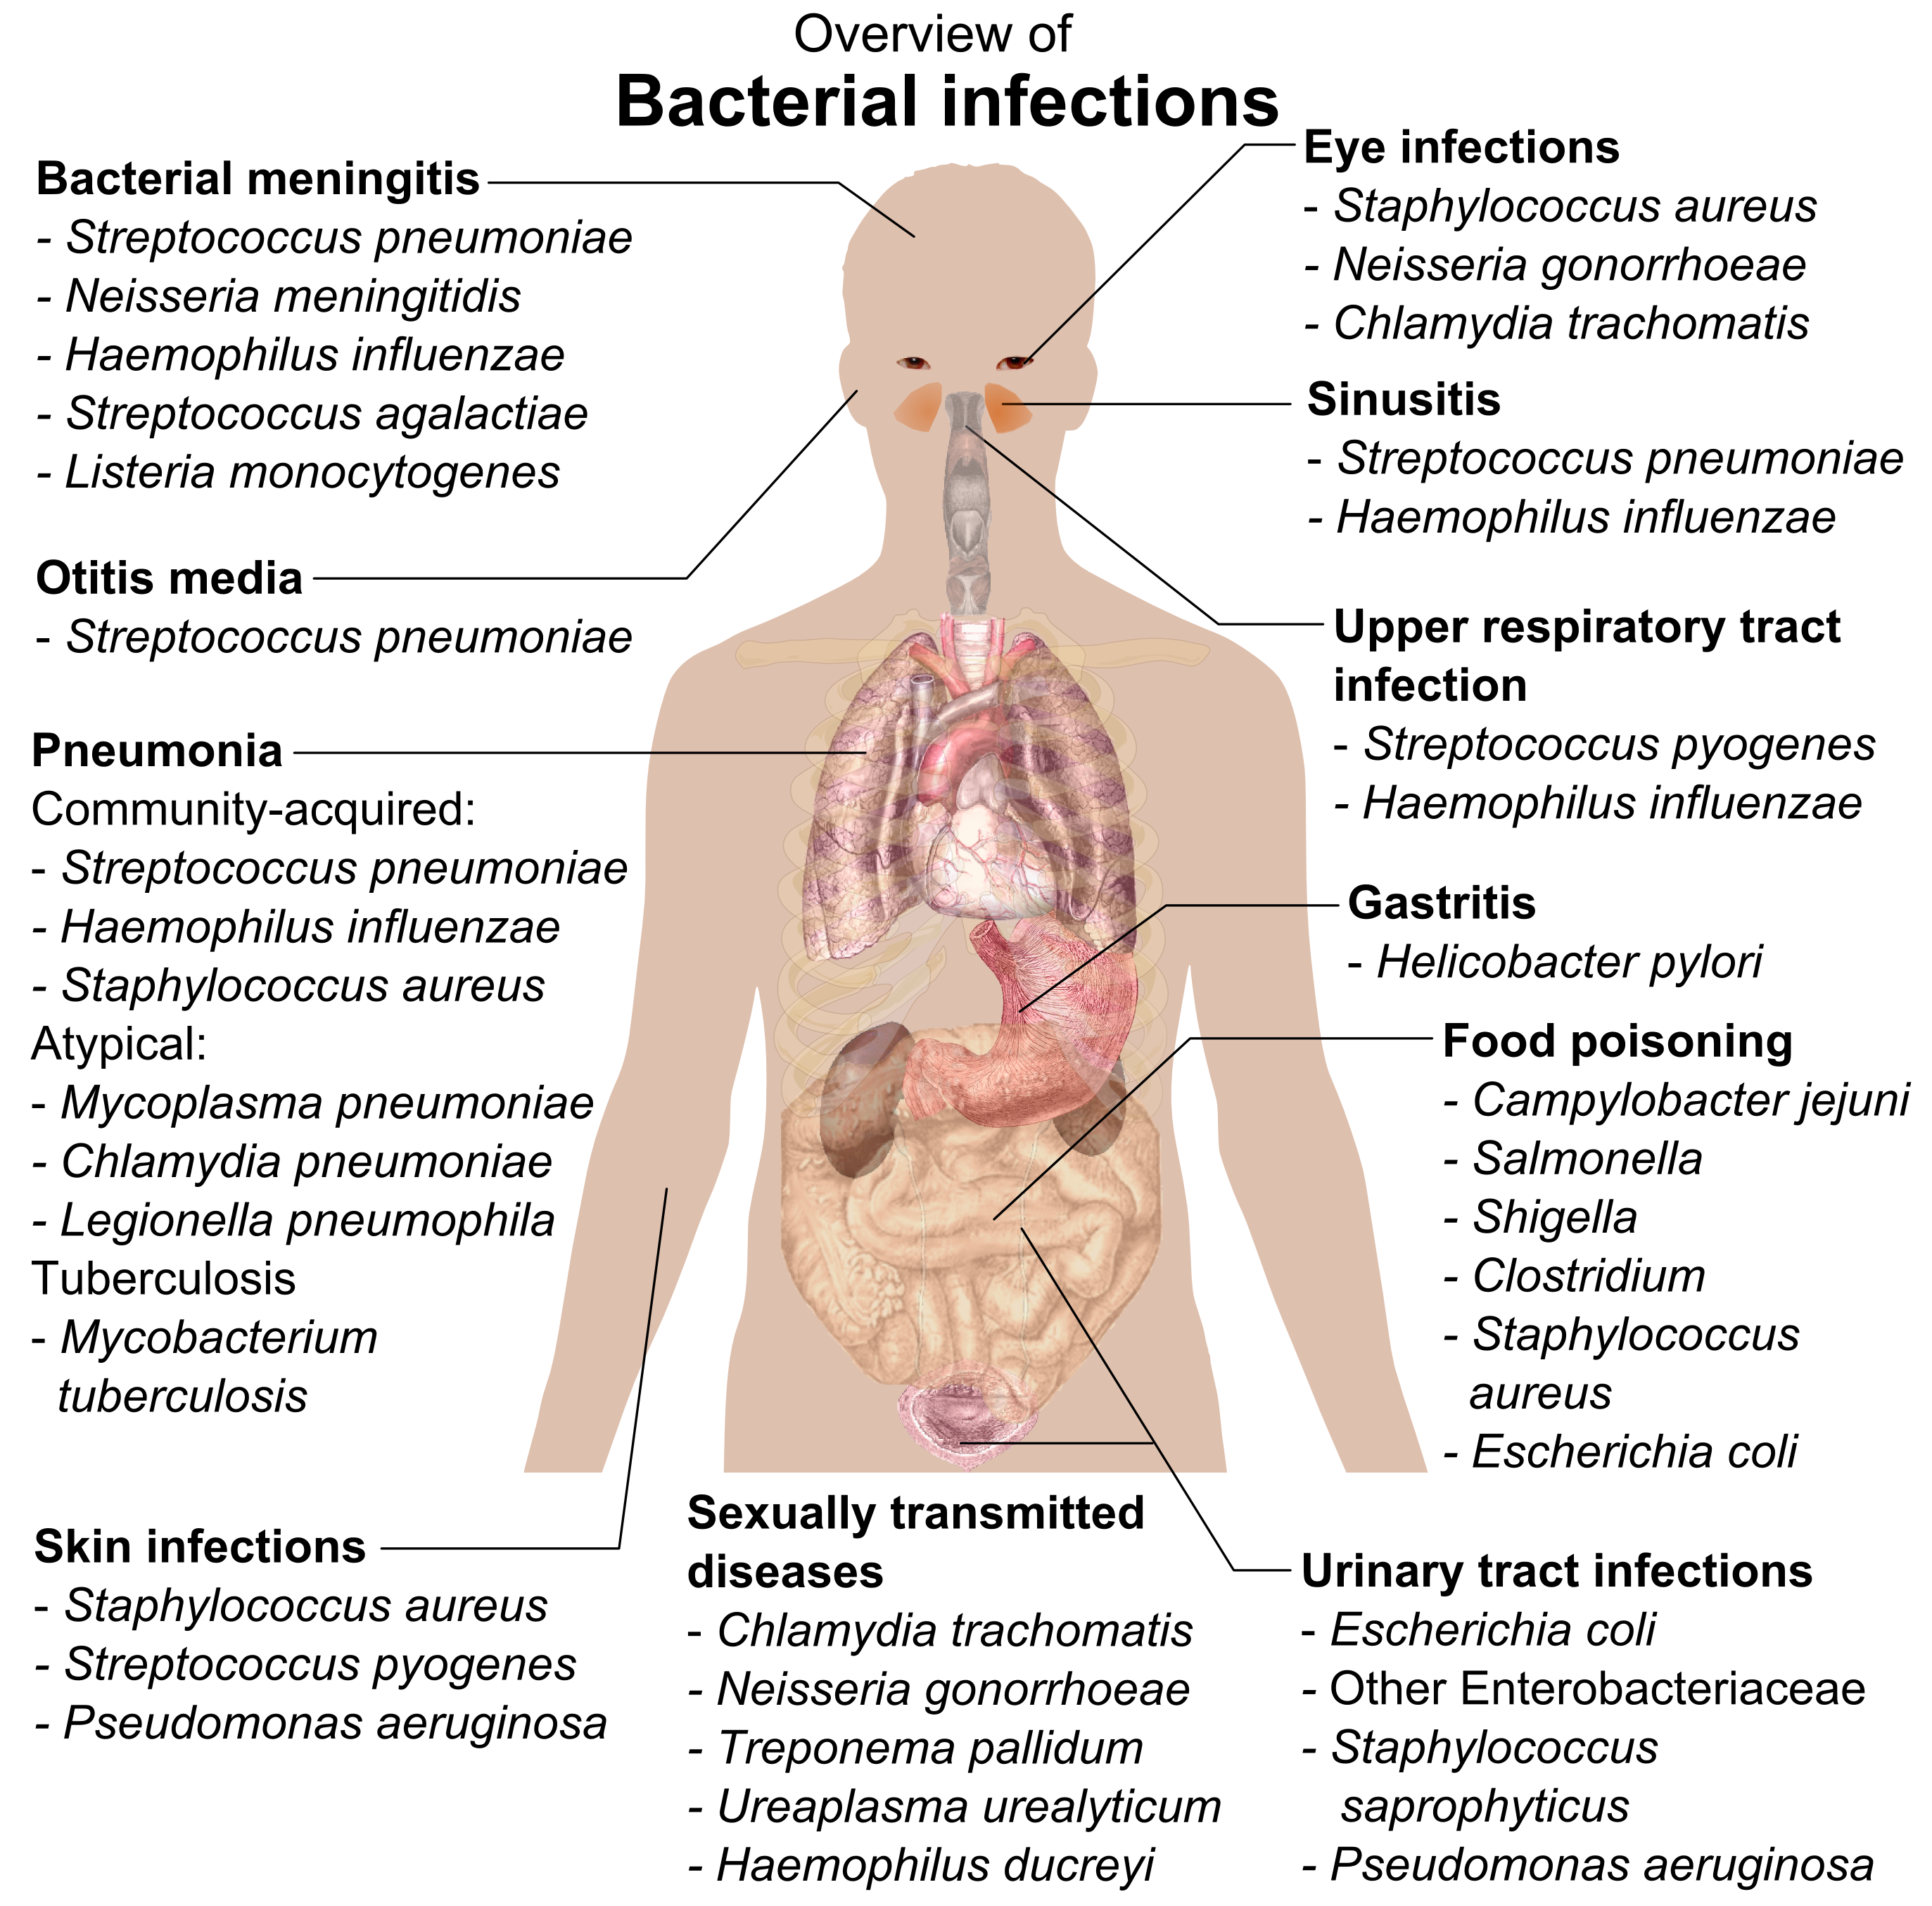 Overview of
Bacterial infections
Bacterial meningitis
- Streptococcus pneumoniae
- Neisseria meningitidis
- Haemophilus influenzae
- Streptococcus agalactiae
- Listeria monocytogenes
Otitis media
- Streptococcus pneumoniae
Pneumonia
Community-acquired:
- Streptococcus pneumoniae
- Haemophilus influenzae
- Staphylococcus aureus
Atypical:
- Mycoplasma pneumoniae
- Chlamydia pneumoniae
- Legionella pneumophila
Tuberculosis
- Mycobacterium
tuberculosis
Skin infections
- Staphylococcus aureus
- Streptococcus pyogenes
- Pseudomonas aeruginosa
Eye infections
- Staphylococcus aureus
- Neisseria gonorrhoeae
- Chlamydia trachomatis
Sinusitis
- Streptococcus pneumoniae
- Haemophilus influenzae
Upper respiratory tract
infection
- Streptococcus pyogenes
- Haemophilus influenzae
Gastritis
- Helicobacter pylori
Food poisoning
- Campylobacter jejuni
- Salmonella
- Shigella
- Clostridium
- Staphylococcus
aureus
- Escherichia coli
Sexually transmitted
diseases
- Chlamydia trachomatis
- Neisseria gonorrhoeae
- Treponema pallidum
- Ureaplasma urealyticum
- Haemophilus ducreyi
Urinary tract infections
- Escherichia coli
- Other Enterobacteriaceae
- Staphylococcus
saprophyticus
- Pseudomonas aeruginosa